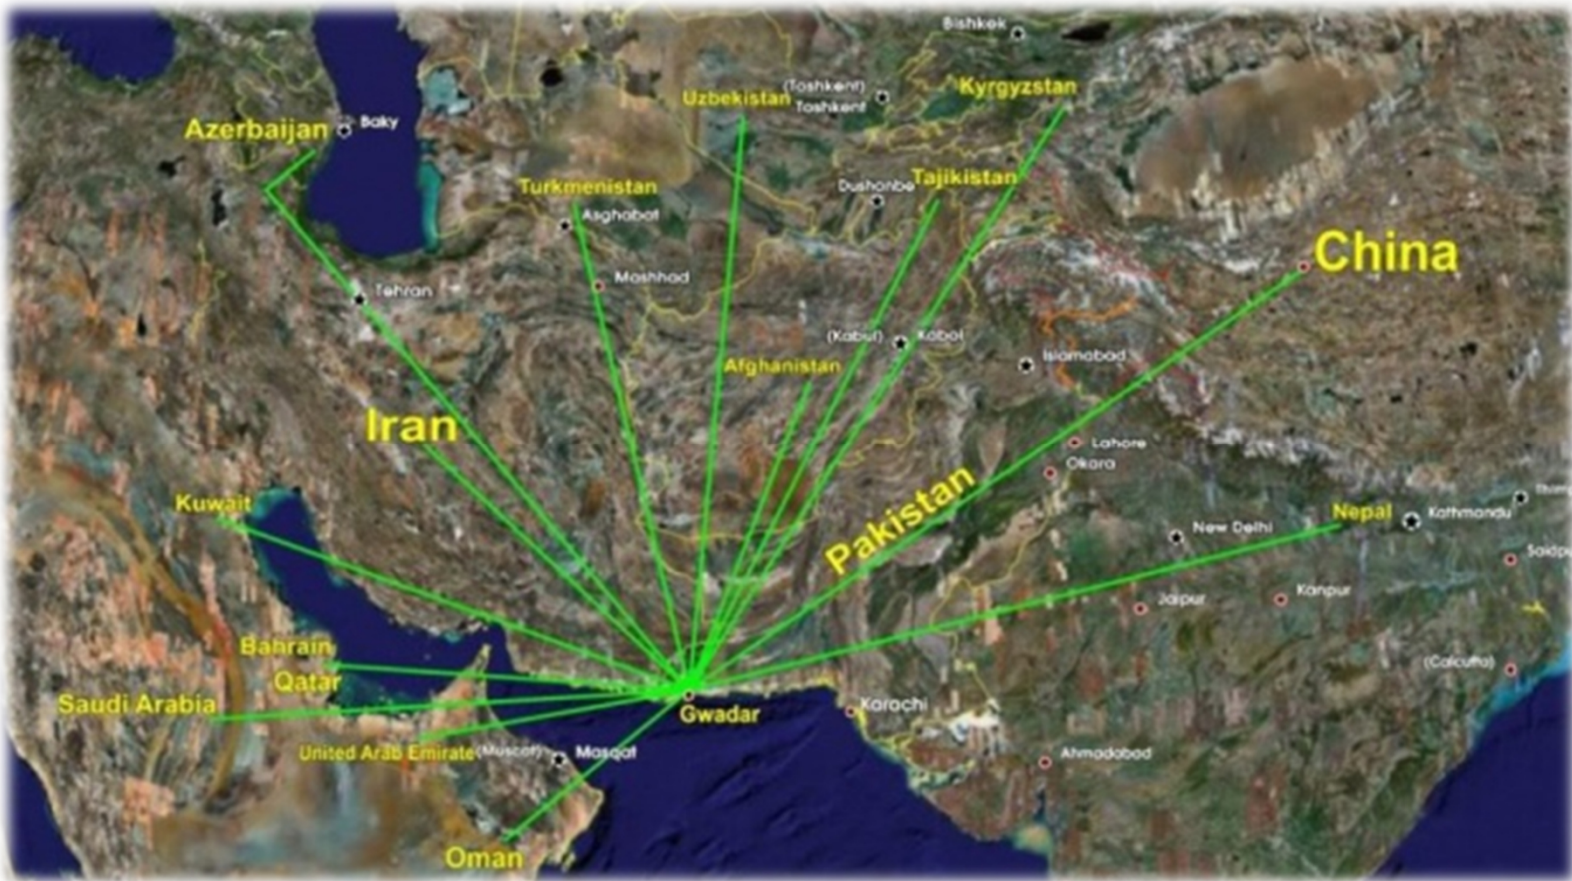 Bishkek
Kyrgyzstan
(Toshkent)
Uzbekistan
Tashkent
Azerbaijan
Baky
Turkmenistan
Dushanbe
Tajikistan
Asghabat
China
Mashhad
Tehran
(Kabul)
Kabol
Islamabad
Afghanistan
Iran
Lahore
Okara
Pakistan
Kuwait
Nepal
Kathmandu
New Delhi
Jaipur
Kanpur
Bahrain
Qatar
(Calcutta)
Saudi Arabia
Gwadar
Karachi
United Arab Emirate
(Muscat)
Masqat
Ahmadabad
Oman